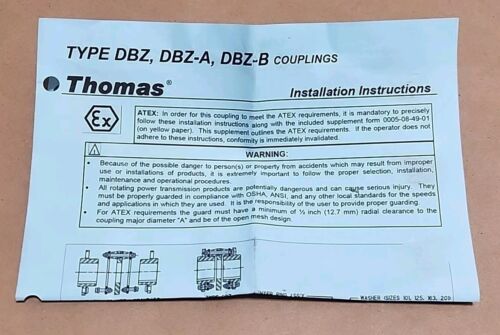 TYPE DBZ, DBZ-A, DBZ-B COUPLINGS
Thomas® Installation Instructions
Ex
ATEX: In order for this coupling to meet the ATEX requirements, it is mandatory to precisely
follow these installation instructions along with the included supplement form 0005-08-49-01
(on yellow paper). This supplement outlines the ATEX requirements. If the operator does not
adhere to these instructions, conformity is immediately invalidated.
WARNING:
• Because of the possible danger to person(s) or property from accidents which may result from improper
use or installations of products, it is extremely important to follow the proper selection, installation,
maintenance and operational procedures.
• All rotating power transmission products are potentially dangerous and can cause serious injury. They
must be properly guarded in compliance with OSHA, ANSI, and any other local standards for the speeds
and applications in which they are used. It is the responsibility of the user to provide proper guarding.
• For ATEX requirements the guard must have a minimum of ½ inch (12.7 mm) radial clearance to the
coupling major diameter "A" and be of the open mesh design.
WASHER (SIZES 101, 125, 163, 201)